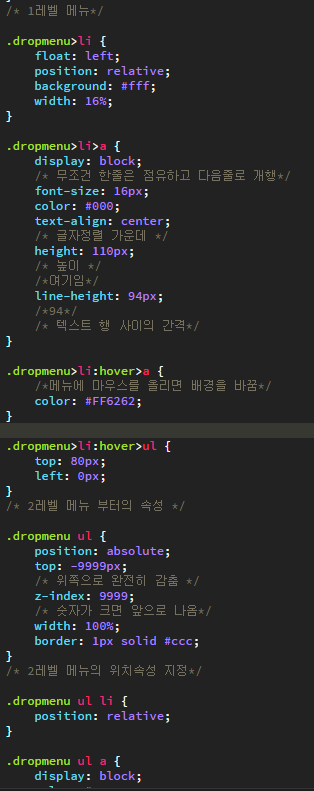 /* 1레벨 메뉴*/
.dropmenu>li {
float: left;
position: relative;
background: #fff;
width: 16%;
}
.dropmenu>li>a {
display: block;
/* 무조건 한줄은 점유하고 다음줄로 개행*/
font-size: 16px;
color: #000;
text-align: center;
/* 글자정렬 가운데 */
height: 110px;
/* 높이 */
/*여기임*/
line-height: 94px;
/*94*/
/* 텍스트 행 사이의 간격*/
}
.dropmenu>li:hover>a {
/*메뉴에 마우스를 올리면 배경을 바꿈*/
color: #FF6262;
}
.dropmenu>li:hover>ul {
top: 80px;
left: 0px;
}
/* 2레벨 메뉴 부터의 속성 */
.dropmenu ul {
position: absolute;
top: -9999px;
/* 위쪽으로 완전히 감춤 */
z-index: 9999;
/* 숫자가 크면 앞으로 나옴*/
width: 100%;
border: 1px solid #ccc;
}
/* 2레벨 메뉴의 위치속성 지정*/
.dropmenu ul li {
position: relative;
}
.dropmenu ul a {
display: block;